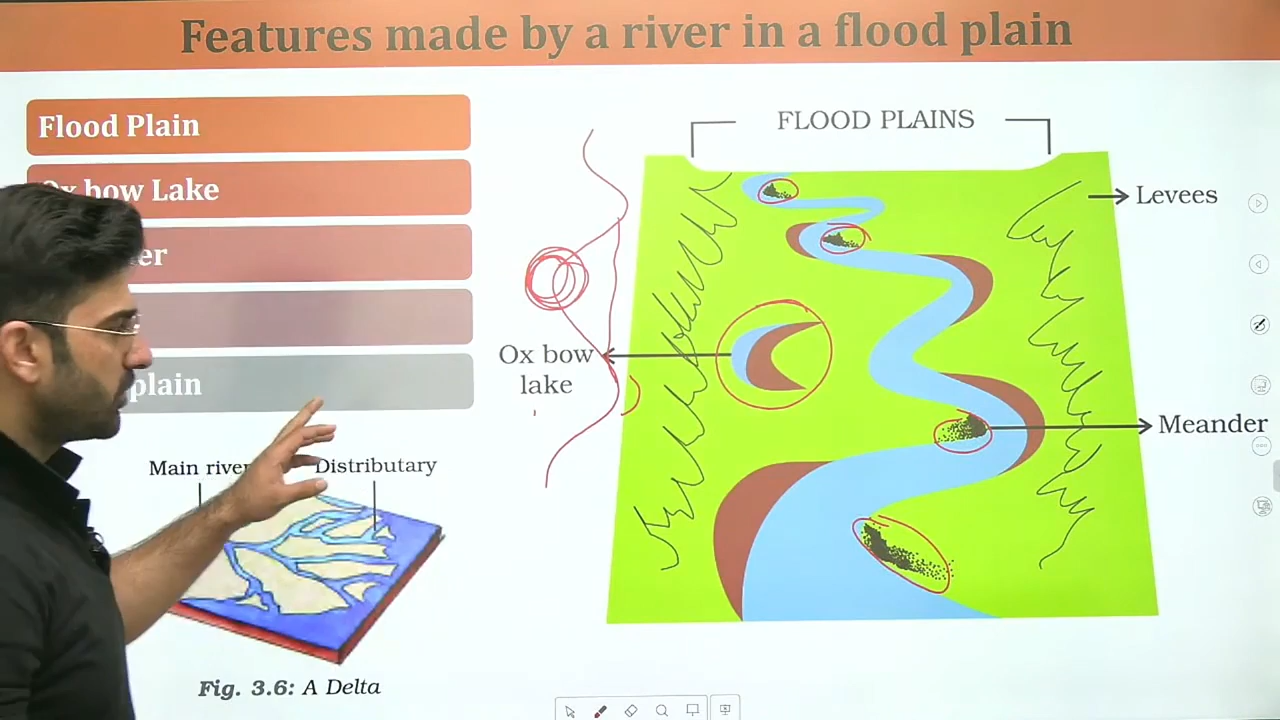 Features made by a river in a flood plain
Flood Plain
bow Lake
er
plain
FLOOD PLAINS
Levees
Ox bow
lake
Meander
Main river
Distributary
Fig. 3.6: A Delta